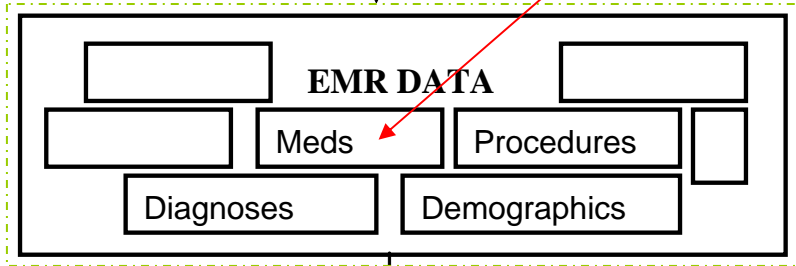 EMR DATA
Meds
Procedures
Diagnoses
Demographics